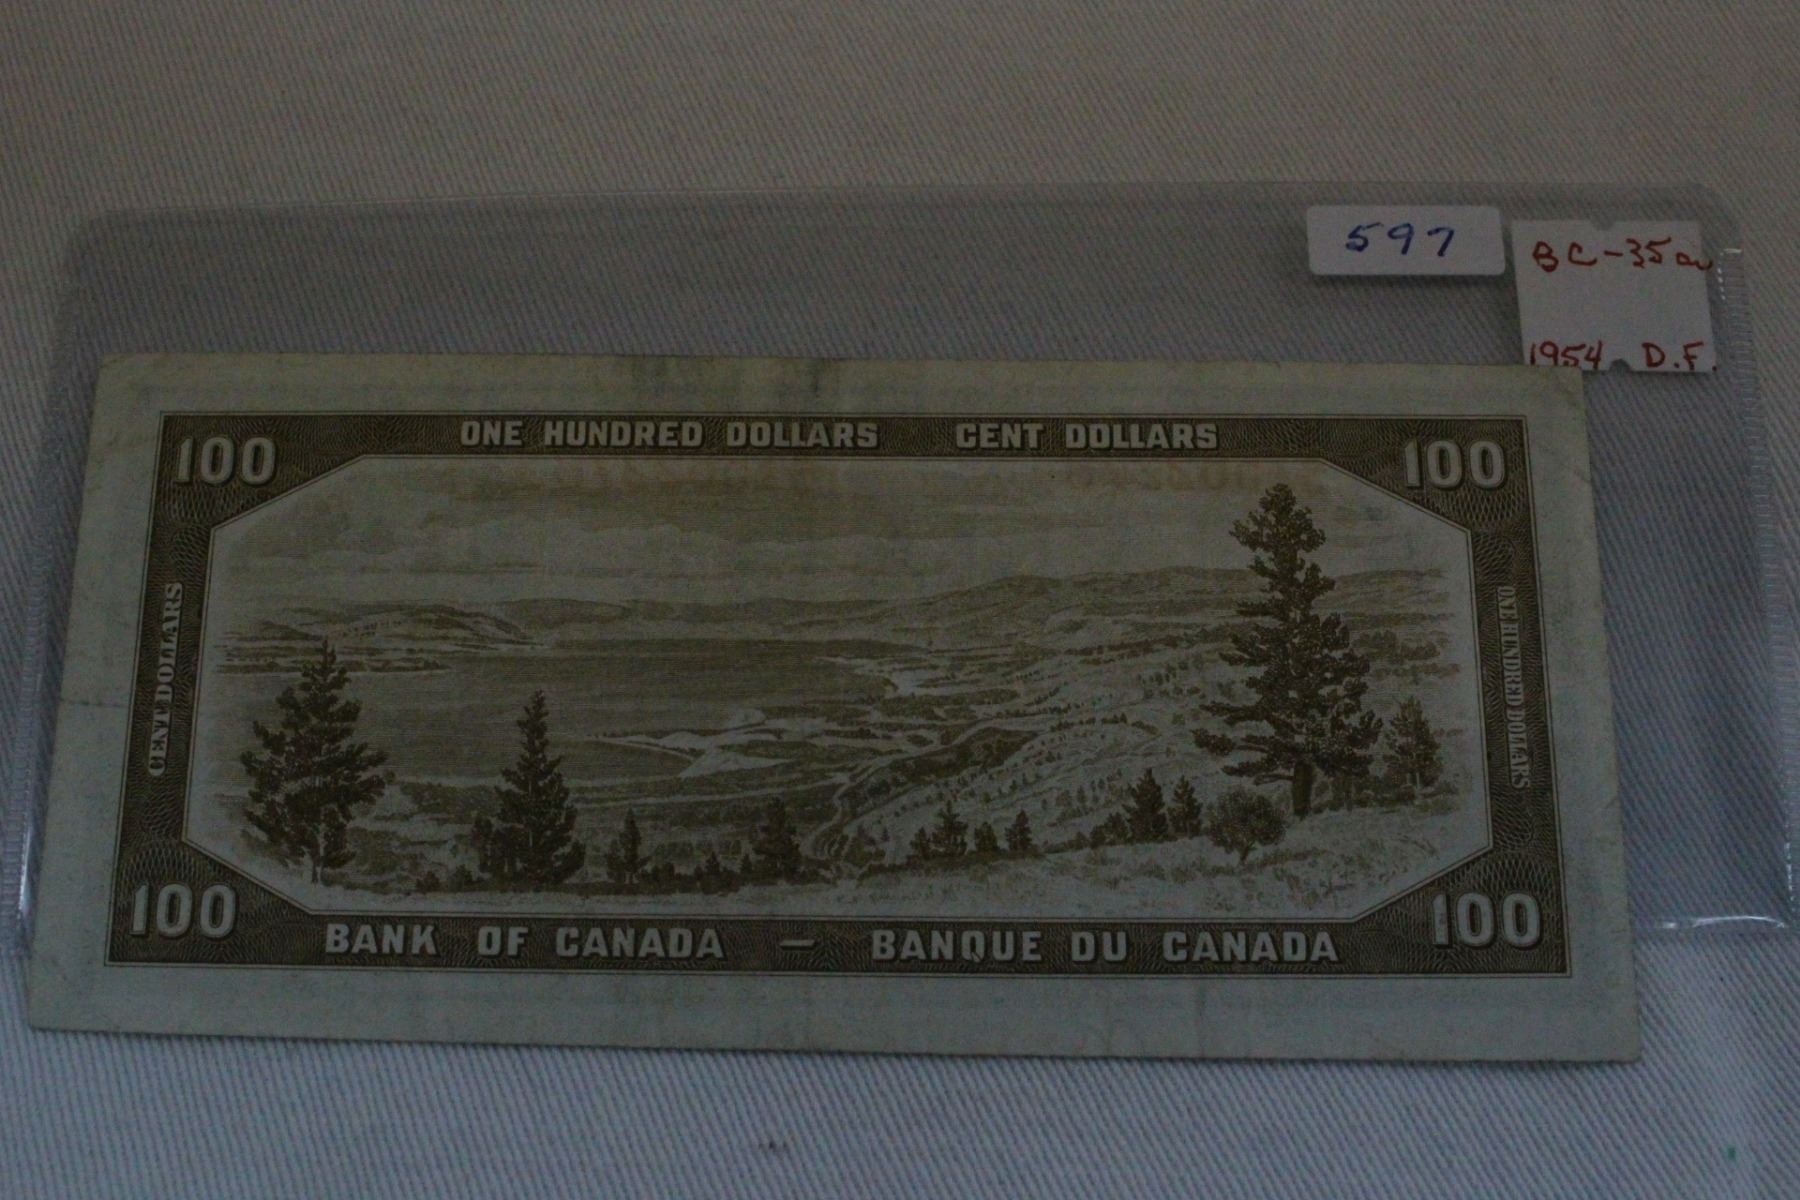 597
BC-35a
1954 D.F.
ONE HUNDRED DOLLARS CENT DOLLARS
100
100
CENT DOLLARS
ONE HUNDRED DOLLARS
100
100
BANK OF CANADA – BANQUE DU CANADA